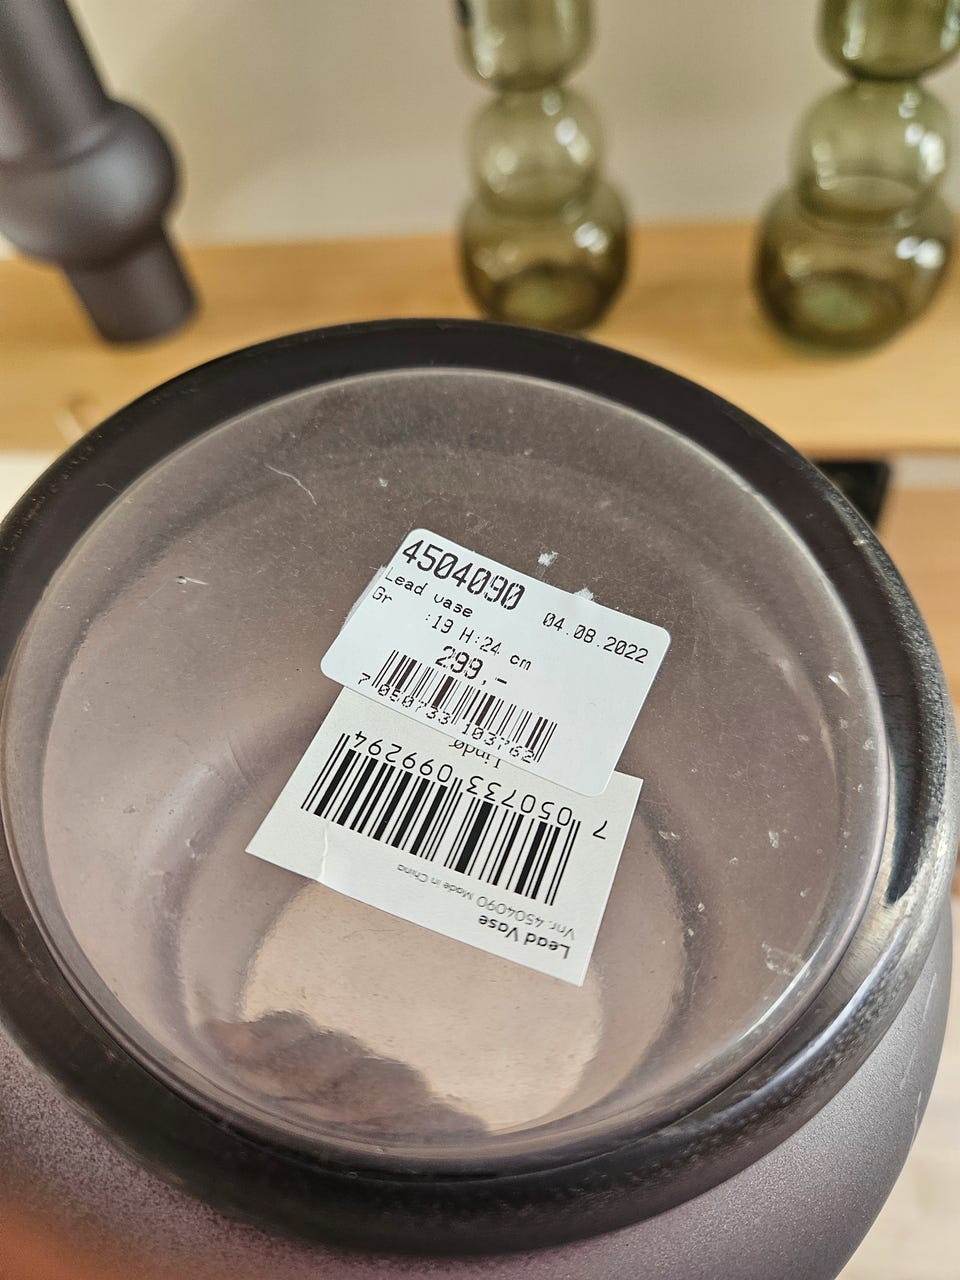 4504090
Lead vase 04.08.2022
Gr
:19 H:24 cm
299,-
7 050733 103762
Lead Vase
Vnr. 4504090 Made in China
7 050733 099294
Lindø